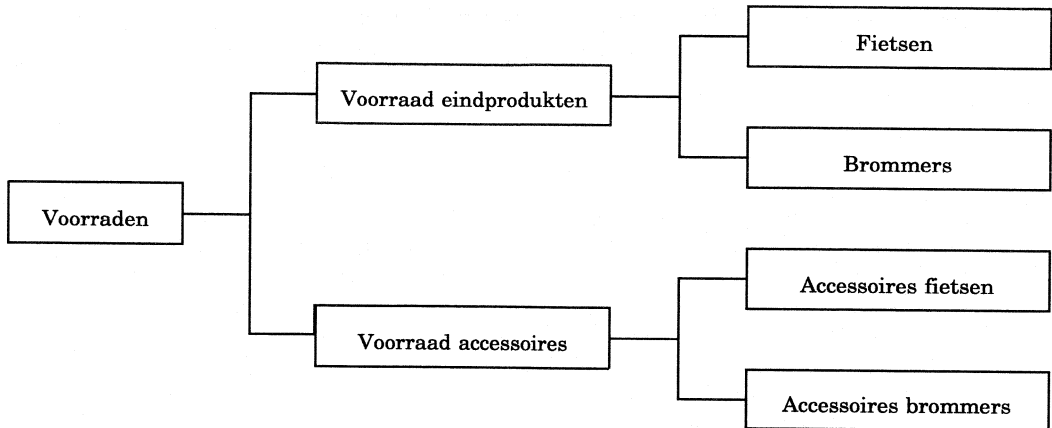 Fietsen
Voorraad eindprodukten
Brommers
Voorraden
Accessoires fietsen
Voorraad accessoires
Accessoires brommers